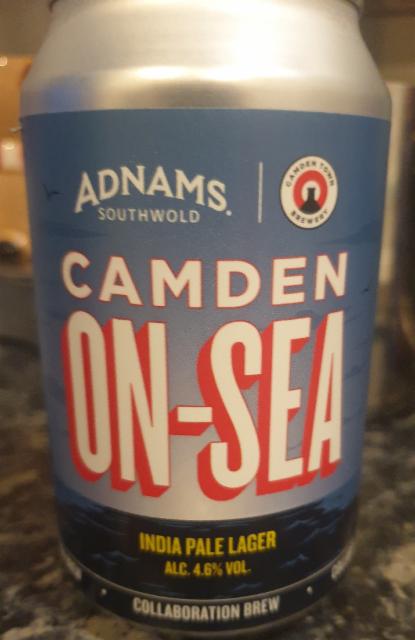 ADNAMS
SOUTHWOLD
CAMDEN TOWN
BREWERY
CAMDEN
ON-SEA
INDIA PALE LAGER
ALC. 4.6% VOL.
COLLABORATION BREW